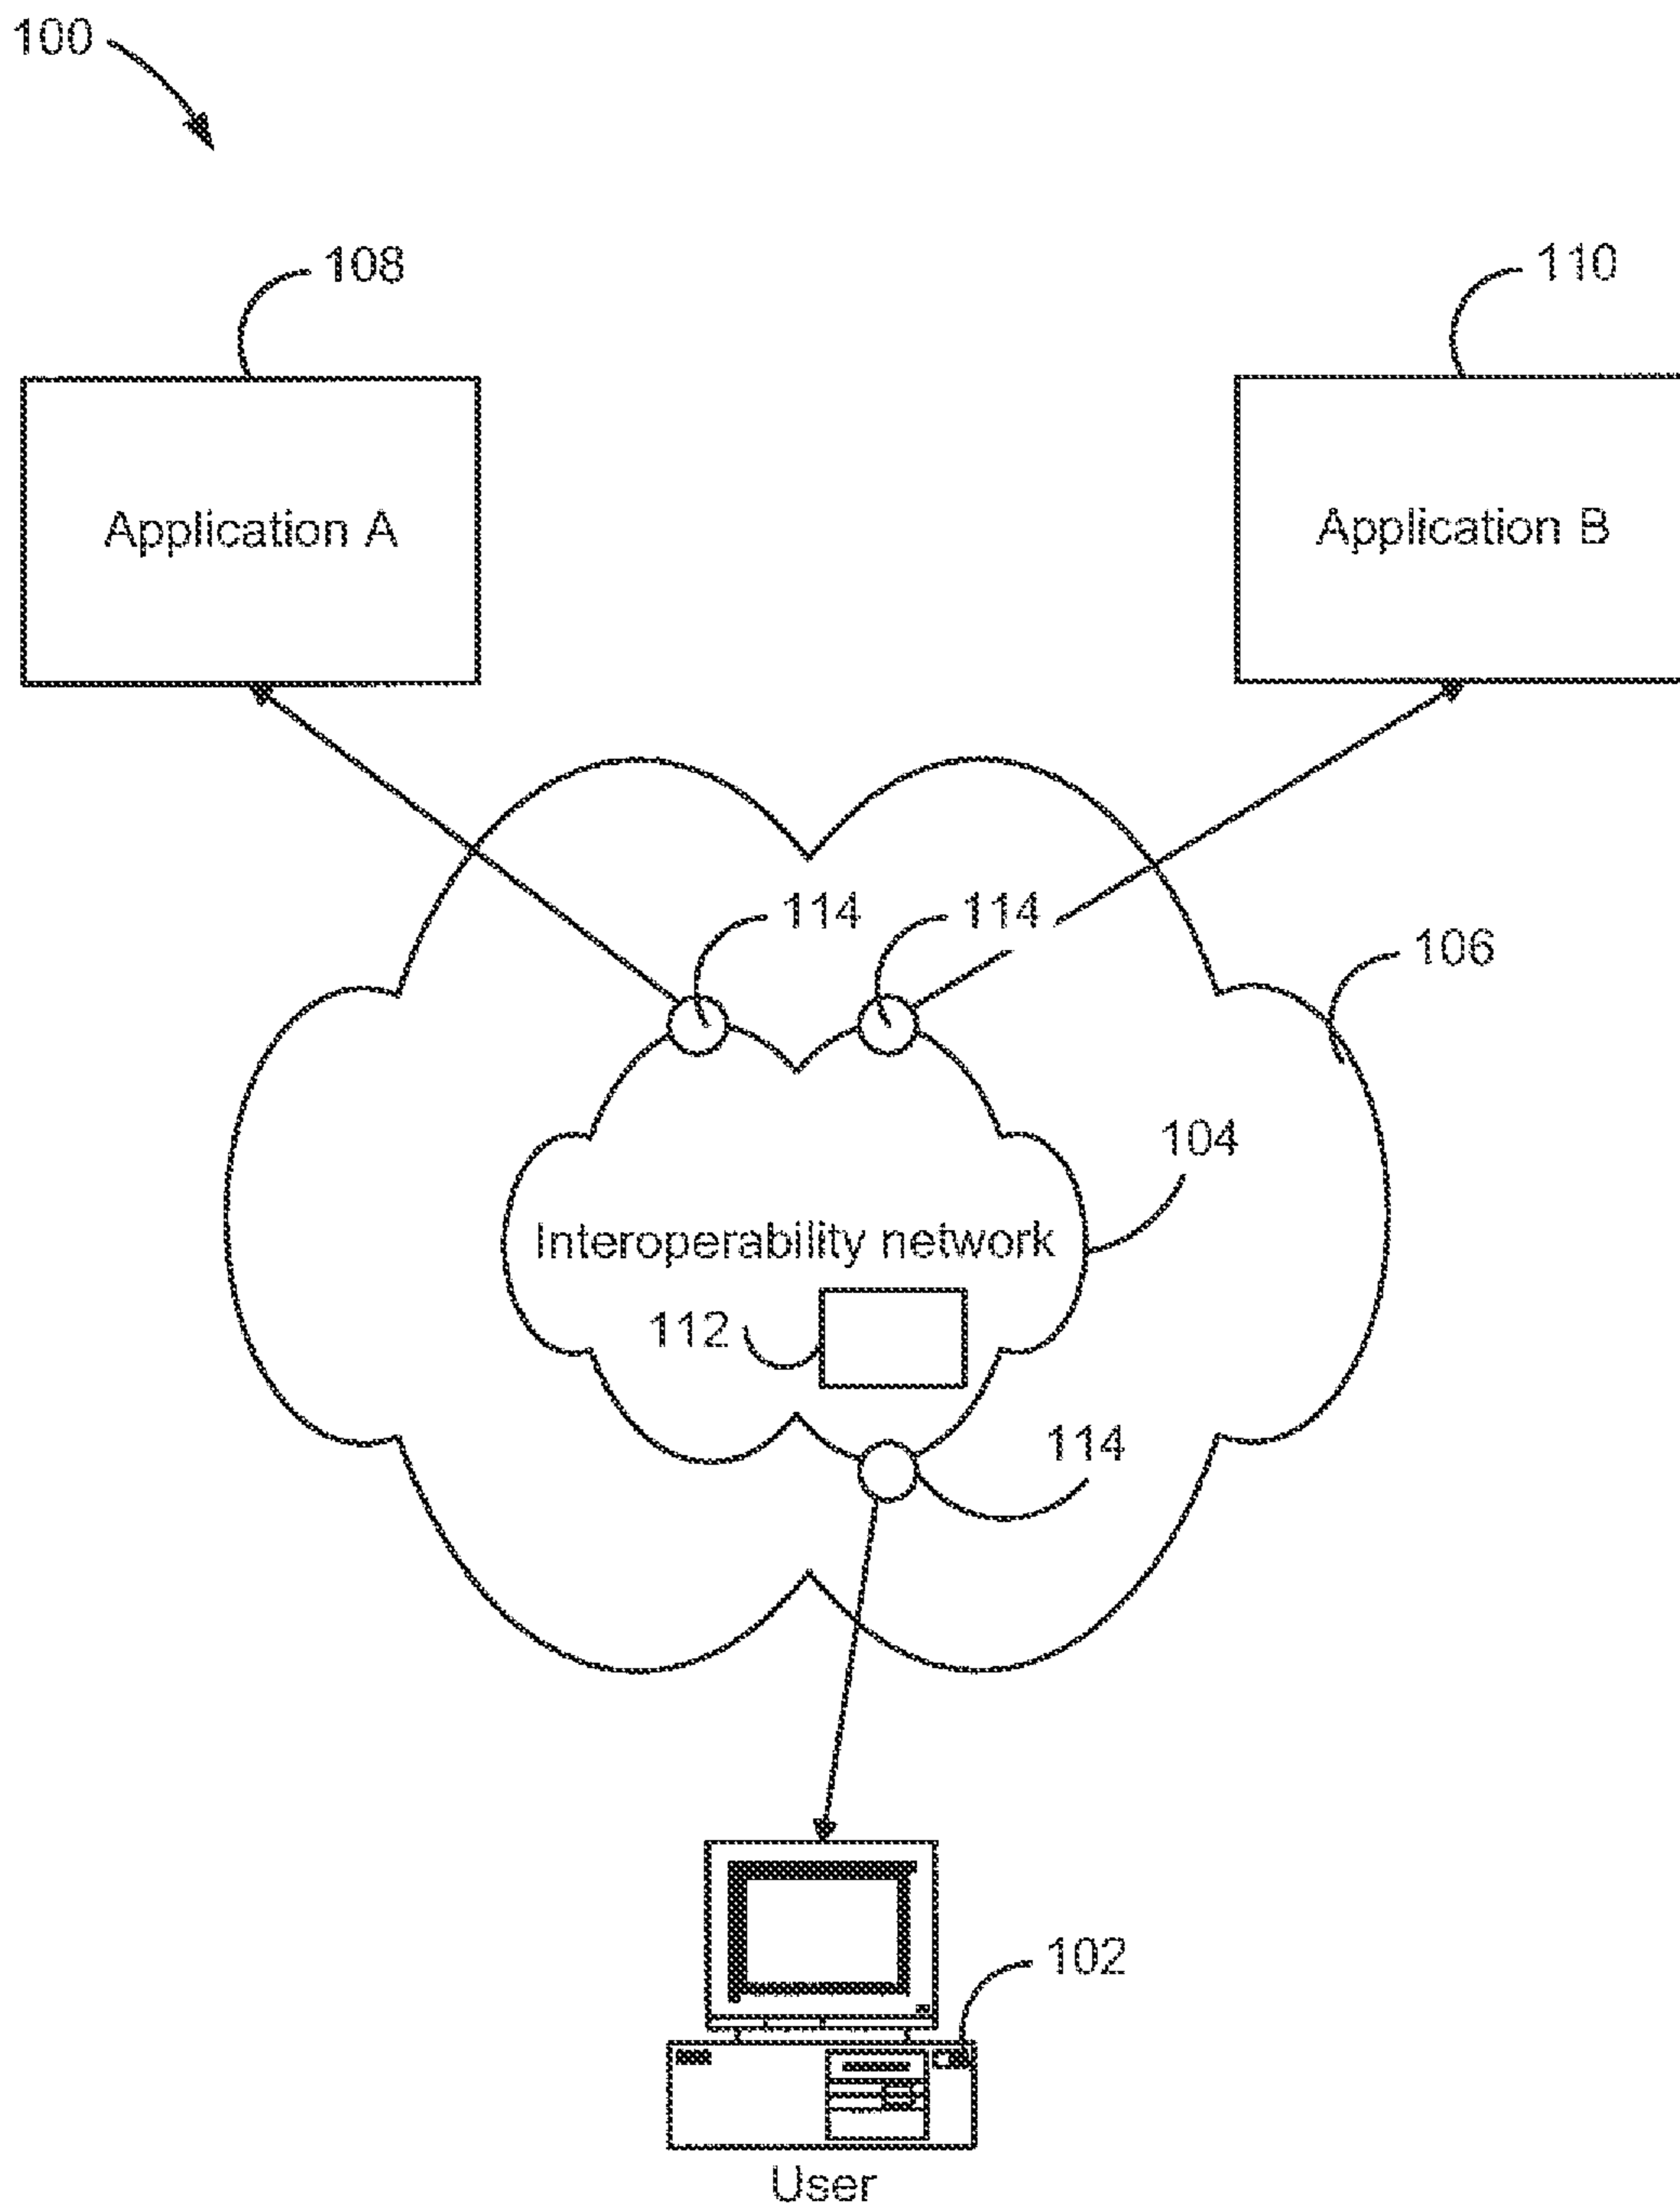 100
108
110
Application A
Application B
114
114
106
104
Interoperability network
112
114
102
User